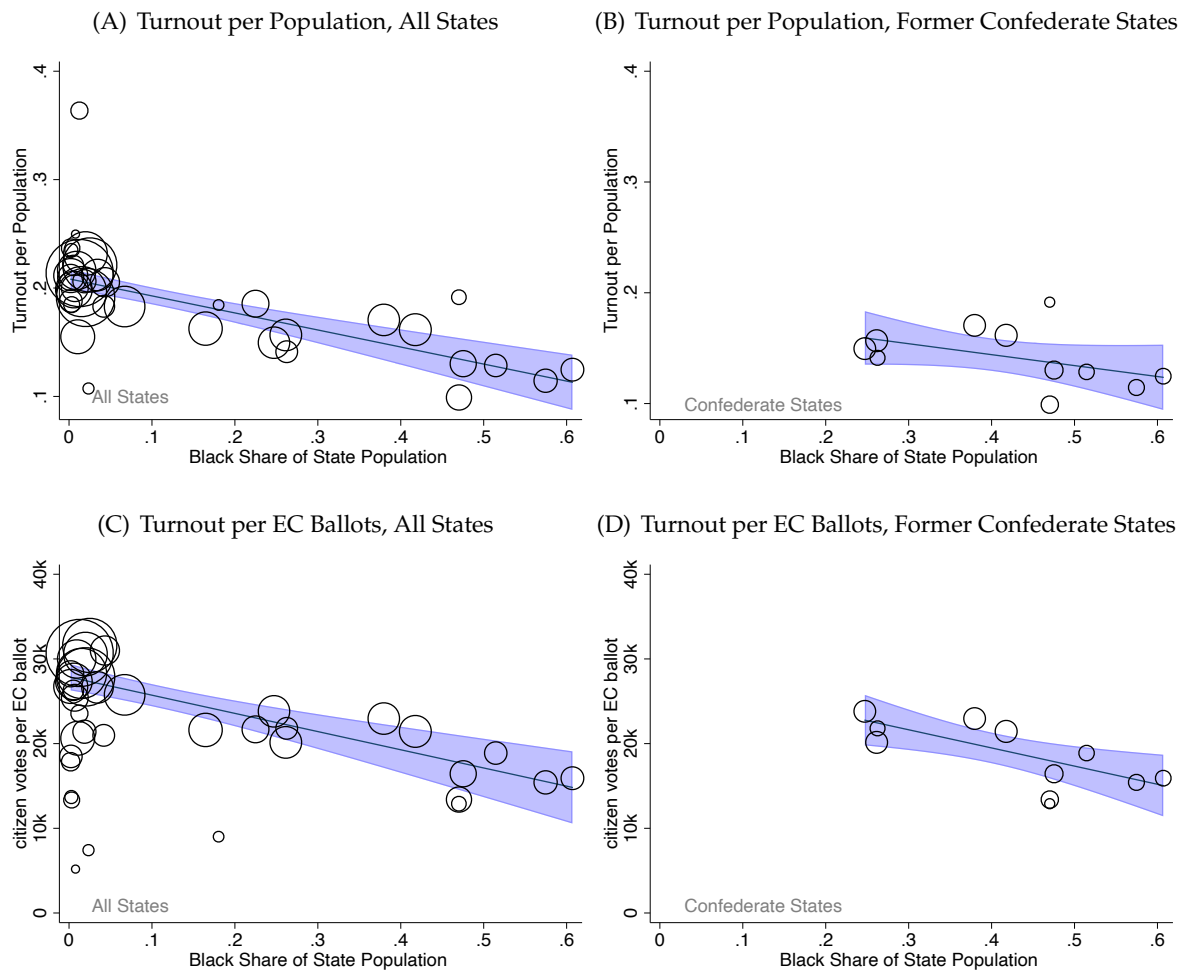 (A) Turnout per Population, All States
.4
.3
.2
.1
Turnout per Population
All States
0 .1 .2 .3 .4 .5 .6
Black Share of State Population
(B) Turnout per Population, Former Confederate States
.4
.3
.2
.1
Turnout per Population
Confederate States
0 .1 .2 .3 .4 .5 .6
Black Share of State Population
(C) Turnout per EC Ballots, All States
40k
30k
20k
10k
0
citizen votes per EC ballot
All States
0 .1 .2 .3 .4 .5 .6
Black Share of State Population
(D) Turnout per EC Ballots, Former Confederate States
40k
30k
20k
10k
0
citizen votes per EC ballot
Confederate States
0 .1 .2 .3 .4 .5 .6
Black Share of State Population